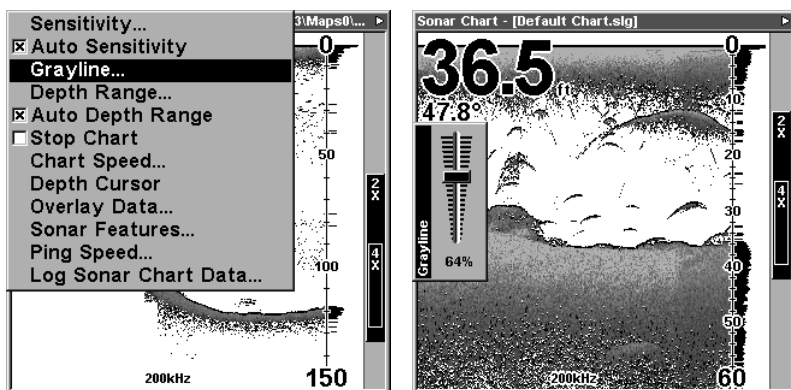 Sensitivity...
Auto Sensitivity
Grayline...
Depth Range...
Auto Depth Range
Stop Chart
Chart Speed...
Depth Cursor
Overlay Data...
Sonar Features...
Ping Speed...
Log Sonar Chart Data...
3\Maps0\...
0
50
100
150
2X
4X
200kHz
Sonar Chart - [Default Chart.slg]
36.5 ft
47.8°
Grayline
64%
0
10
20
30
40
50
60
2X
4X
200kHz